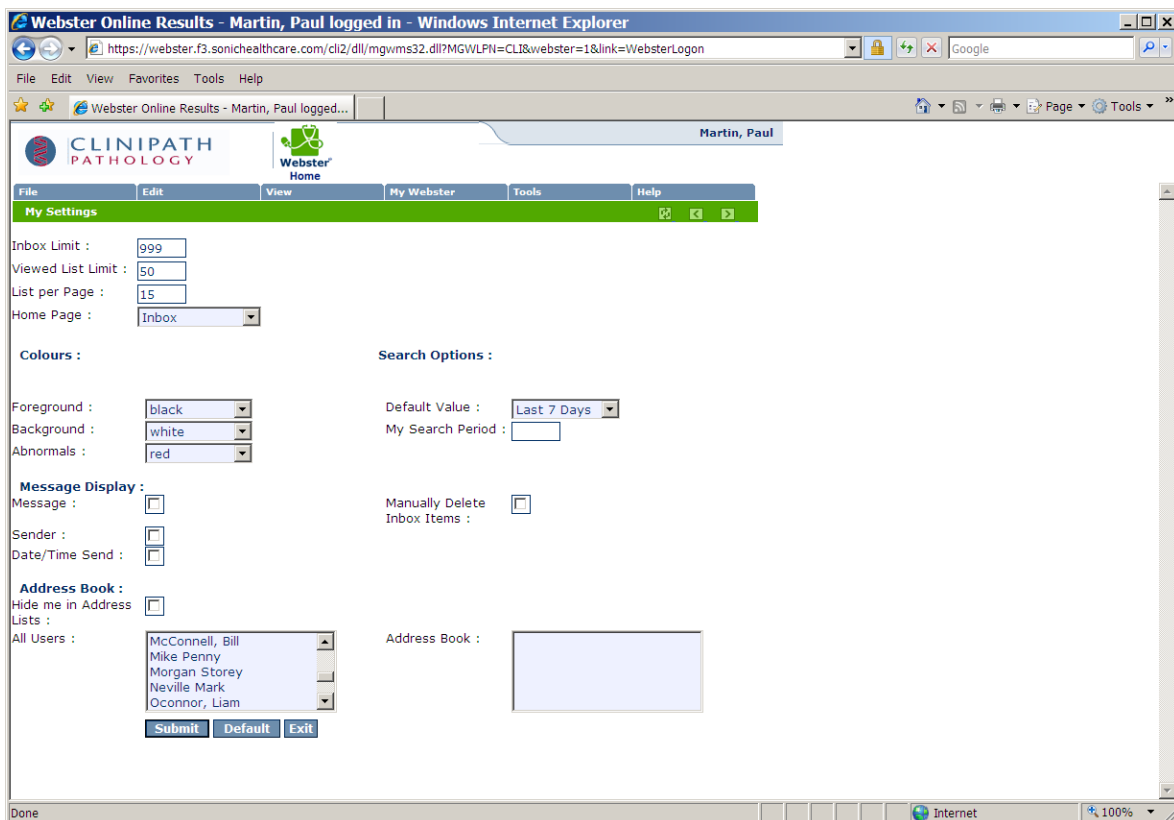 Webster Online Results - Martin, Paul logged in - Windows Internet Explorer
https://webster.f3.sonichealthcare.com/cli2/dll/mgwms32.dll?MGWLPN=CLI&webster=1&link=WebsterLogon
Google
File Edit View Favorites Tools Help
Webster Online Results - Martin, Paul logged...
Page Tools »
CLINIPATH
PATHOLOGY
Webster
Home
Martin, Paul
File Edit View My Webster Tools Help
My Settings
Inbox Limit : 999
Viewed List Limit : 50
List per Page : 15
Home Page : Inbox
Colours : Search Options :
Foreground : black Default Value : Last 7 Days
Background : white My Search Period :
Abnormals : red
Message Display :
Message : Manually Delete
Inbox Items :
Sender :
Date/Time Send :
Address Book :
Hide me in Address
Lists :
All Users : McConnell, Bill Address Book :
Mike Penny
Morgan Storey
Neville Mark
Oconnor, Liam
Submit Default Exit
Done Internet 100%